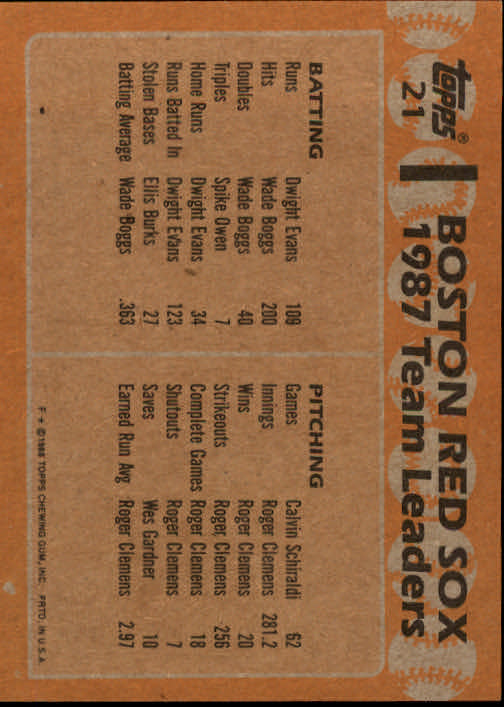 topps®
21
BOSTON RED SOX
1987 Team Leaders
BATTING
Runs Dwight Evans 109
Hits Wade Boggs 200
Doubles Wade Boggs 40
Triples Spike Owen 7
Home Runs Dwight Evans 34
Runs Batted In Dwight Evans 123
Stolen Bases Ellis Burks 27
Batting Average Wade Boggs .363
PITCHING
Games Calvin Schiraldi 62
Innings Roger Clemens 281.2
Wins Roger Clemens 20
Strikeouts Roger Clemens 256
Complete Games Roger Clemens 18
Shutouts Roger Clemens 7
Saves Wes Gardner 10
Earned Run Avg Roger Clemens 2.97
F * © 1988 TOPPS CHEWING GUM, INC. PRTD. IN U.S.A.